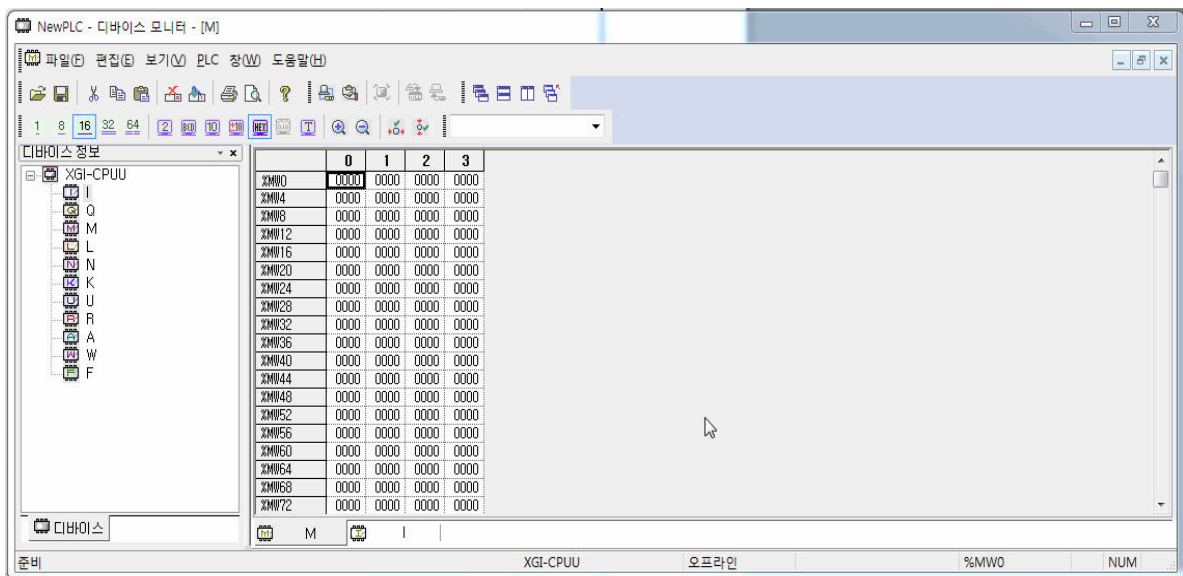 NewPLC - 디바이스 모니터 - [M]
파일(F) 편집(E) 보기(V) PLC 창(W) 도움말(H)
1 8 16 32 64 2 BCD 10 ±10 HEX T
디바이스 정보
XGI-CPUU
I
Q
M
L
N
K
U
R
A
W
F
디바이스
0 1 2 3
%MW0 0000 0000 0000 0000
%MW4 0000 0000 0000 0000
%MW8 0000 0000 0000 0000
%MW12 0000 0000 0000 0000
%MW16 0000 0000 0000 0000
%MW20 0000 0000 0000 0000
%MW24 0000 0000 0000 0000
%MW28 0000 0000 0000 0000
%MW32 0000 0000 0000 0000
%MW36 0000 0000 0000 0000
%MW40 0000 0000 0000 0000
%MW44 0000 0000 0000 0000
%MW48 0000 0000 0000 0000
%MW52 0000 0000 0000 0000
%MW56 0000 0000 0000 0000
%MW60 0000 0000 0000 0000
%MW64 0000 0000 0000 0000
%MW68 0000 0000 0000 0000
%MW72 0000 0000 0000 0000
M I
준비 XGI-CPUU 오프라인 %MW0 NUM